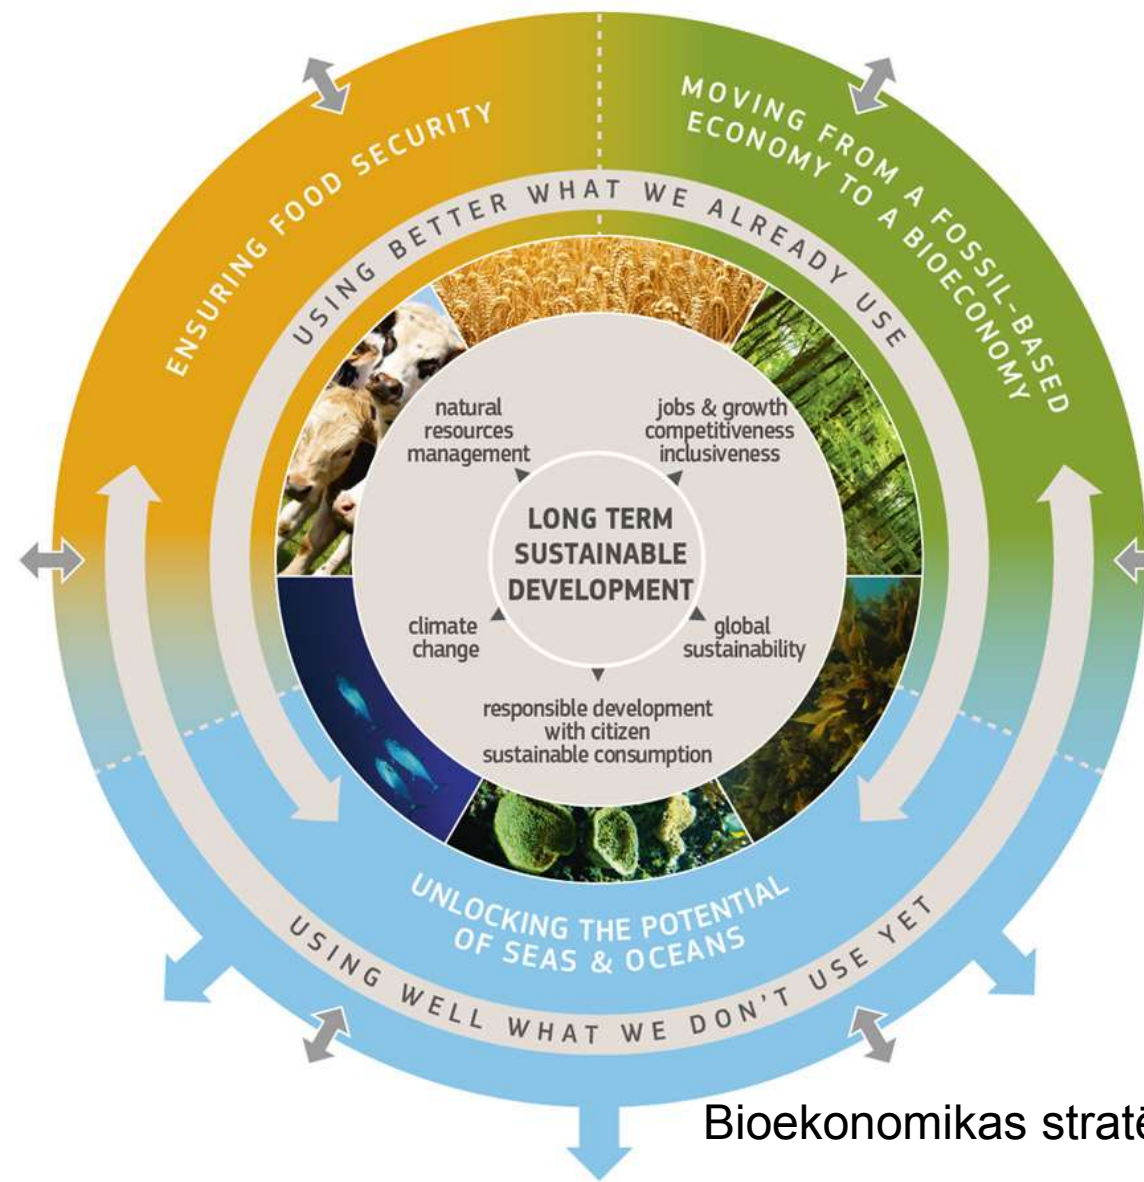 ENSURING FOOD SECURITY
MOVING FROM A FOSSIL-BASED
ECONOMY TO A BIOECONOMY
USING BETTER WHAT WE ALREADY USE
natural
resources
management
jobs & growth
competitiveness
inclusiveness
LONG TERM
SUSTAINABLE
DEVELOPMENT
climate
change
global
sustainability
responsible development
with citizen
sustainable consumption
UNLOCKING THE POTENTIAL
OF SEAS & OCEANS
USING WELL WHAT WE DON'T USE YET
Bioekonomikas